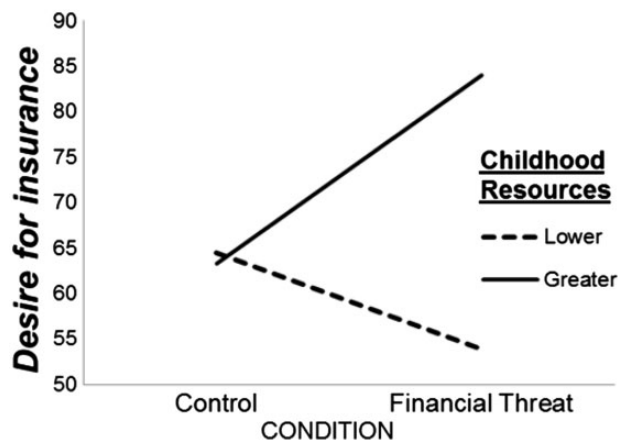 90
85
80
75
70
65
60
55
50
Desire for insurance
Childhood
Resources
Lower
Greater
Control
Financial Threat
CONDITION